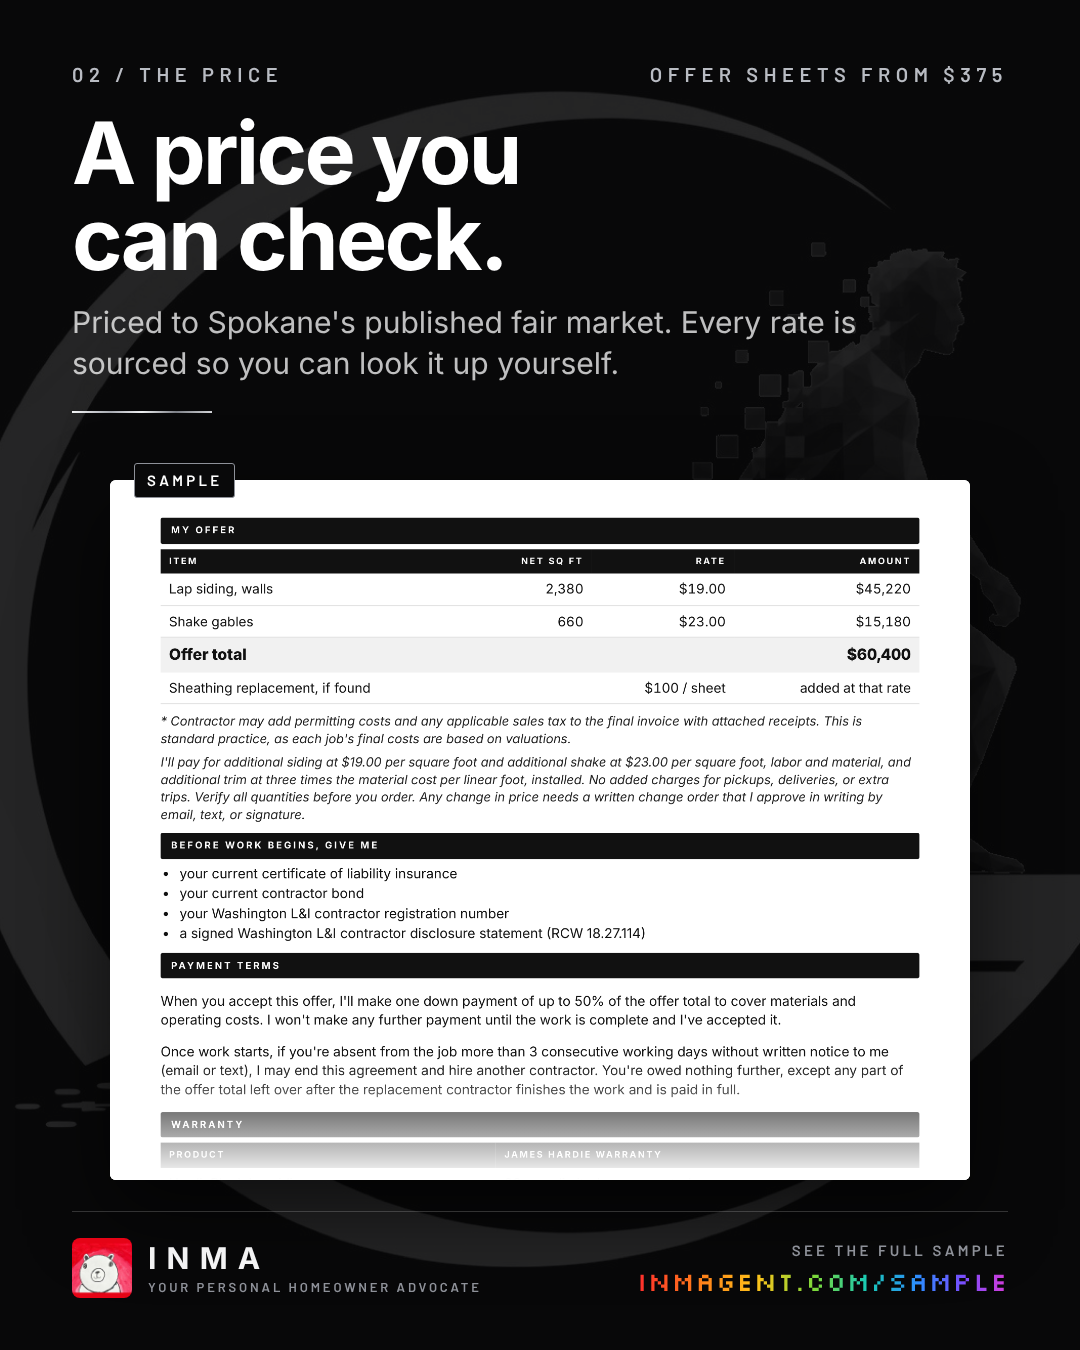 02 / THE PRICE
OFFER SHEETS FROM $375
A price you
can check.
Priced to Spokane's published fair market. Every rate is
sourced so you can look it up yourself.
SAMPLE
MY OFFER
ITEM NET SQ FT RATE AMOUNT
Lap siding, walls 2,380 $19.00 $45,220
Shake gables 660 $23.00 $15,180
Offer total $60,400
Sheathing replacement, if found $100 / sheet added at that rate
* Contractor may add permitting costs and any applicable sales tax to the final invoice with attached receipts. This is
standard practice, as each job's final costs are based on valuations.
I'll pay for additional siding at $19.00 per square foot and additional shake at $23.00 per square foot, labor and material, and
additional trim at three times the material cost per linear foot, installed. No added charges for pickups, deliveries, or extra
trips. Verify all quantities before you order. Any change in price needs a written change order that I approve in writing by
email, text, or signature.
BEFORE WORK BEGINS, GIVE ME
• your current certificate of liability insurance
• your current contractor bond
• your Washington L&I contractor registration number
• a signed Washington L&I contractor disclosure statement (RCW 18.27.114)
PAYMENT TERMS
When you accept this offer, I'll make one down payment of up to 50% of the offer total to cover materials and
operating costs. I won't make any further payment until the work is complete and I've accepted it.
Once work starts, if you're absent from the job more than 3 consecutive working days without written notice to me
(email or text), I may end this agreement and hire another contractor. You're owed nothing further, except any part of
the offer total left over after the replacement contractor finishes the work and is paid in full.
WARRANTY
PRODUCT JAMES HARDIE WARRANTY
INMA
YOUR PERSONAL HOMEOWNER ADVOCATE
SEE THE FULL SAMPLE
INMAGENT.COM/SAMPLE